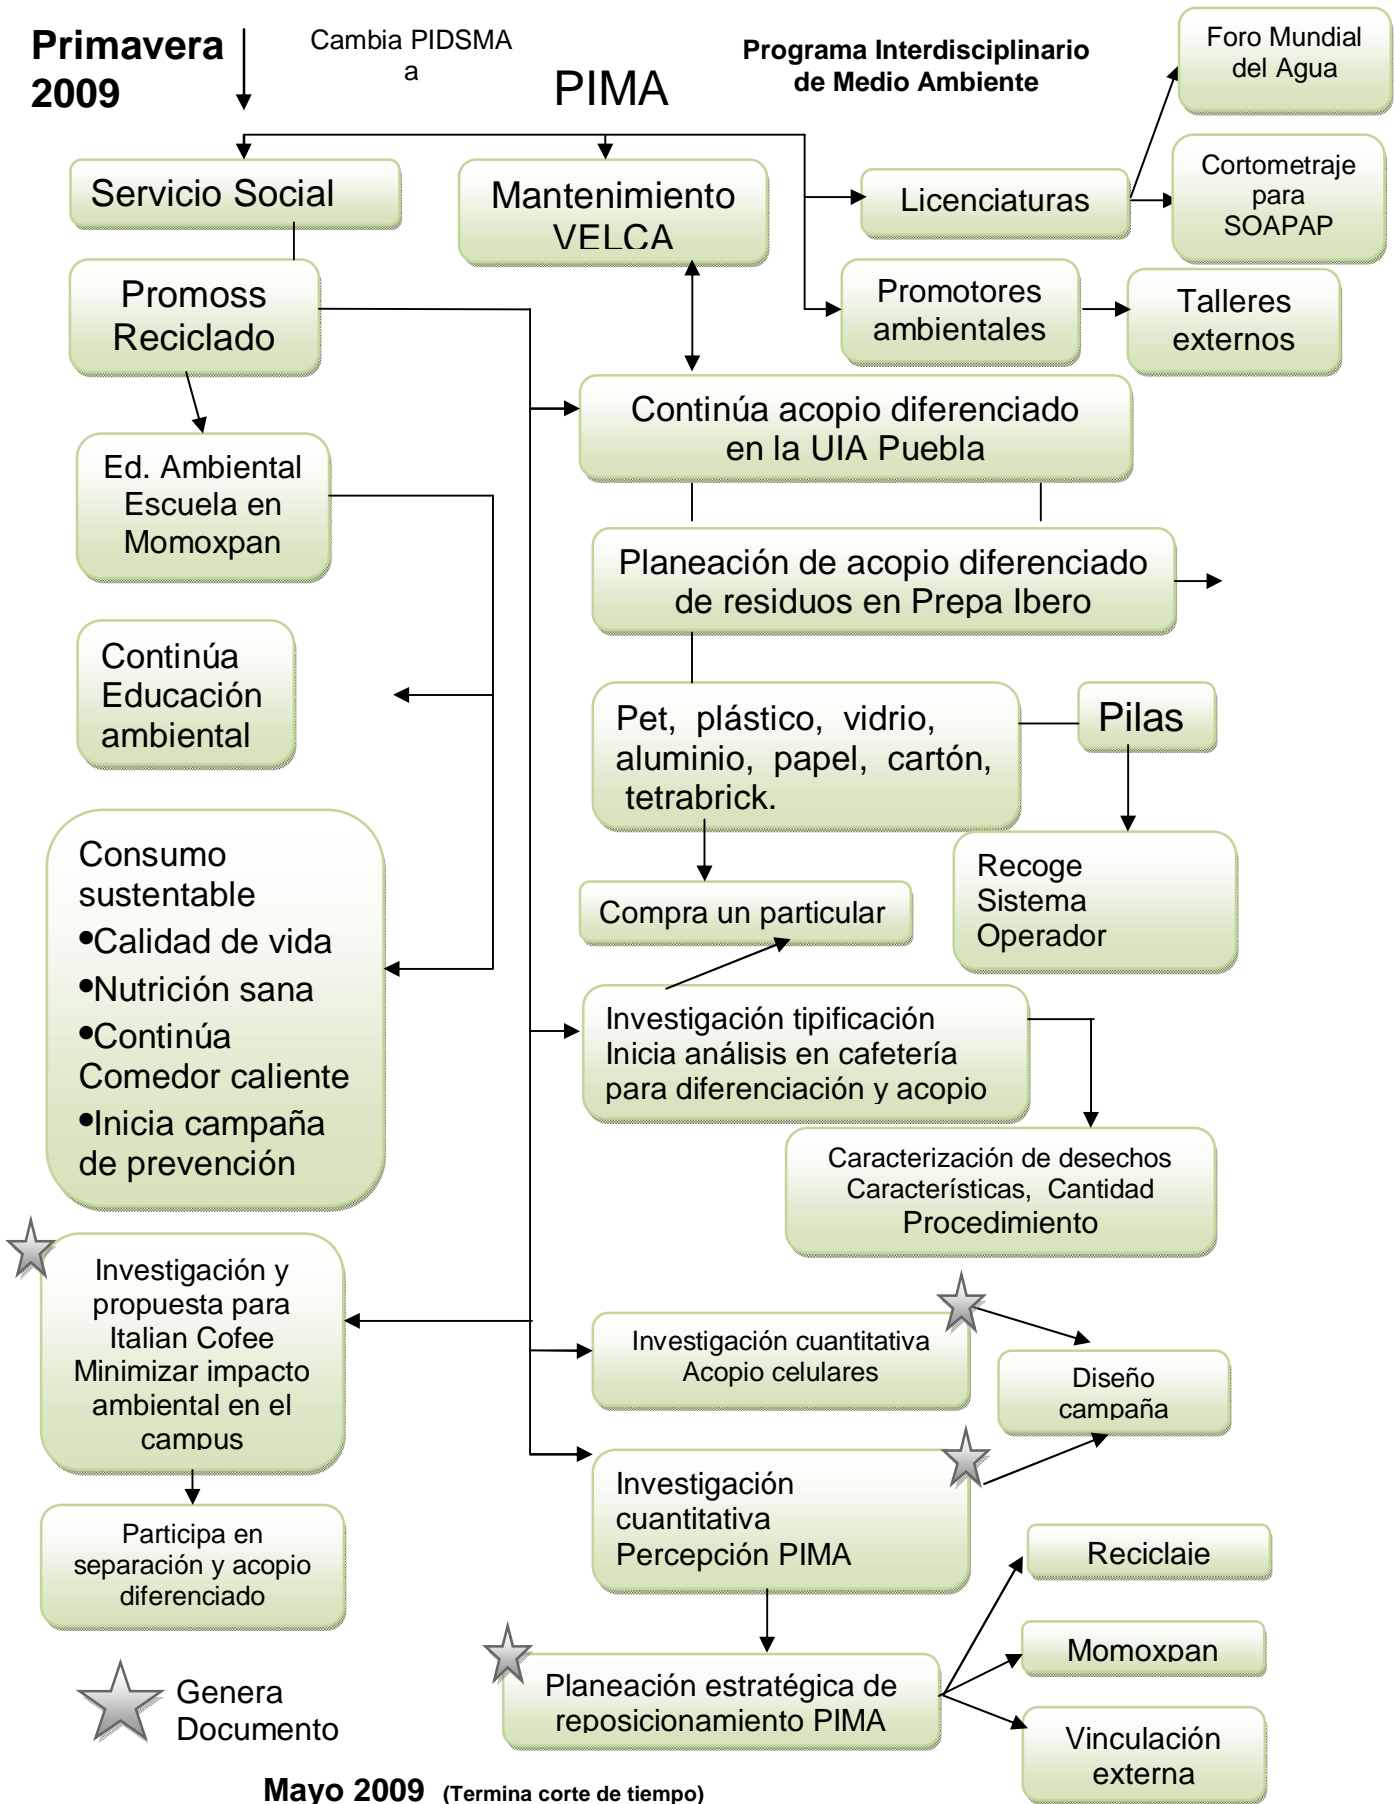 Primavera
2009
Cambia PIDSMA
a
PIMA
Programa Interdisciplinario
de Medio Ambiente
Foro Mundial
del Agua
Servicio Social
Mantenimiento
VELCA
Licenciaturas
Cortometraje
para
SOAPAP
Promoss
Reciclado
Promotores
ambientales
Talleres
externos
Continúa acopio diferenciado
en la UIA Puebla
Ed. Ambiental
Escuela en
Momoxpan
Planeación de acopio diferenciado
de residuos en Prepa Ibero
Continúa
Educación
ambiental
Pet, plástico, vidrio,
aluminio, papel, cartón,
tetrabrick.
Pilas
Consumo
sustentable
•Calidad de vida
•Nutrición sana
•Continúa
Comedor caliente
•Inicia campaña
de prevención
Compra un particular
Recoge
Sistema
Operador
Investigación tipificación
Inicia análisis en cafetería
para diferenciación y acopio
Caracterización de desechos
Características, Cantidad
Procedimiento
Investigación y
propuesta para
Italian Cofee
Minimizar impacto
ambiental en el
campus
Investigación cuantitativa
Acopio celulares
Diseño
campaña
Investigación
cuantitativa
Percepción PIMA
Participa en
separación y acopio
diferenciado
Reciclaje
Momoxpan
Planeación estratégica de
reposicionamiento PIMA
Vinculación
externa
Genera
Documento
Mayo 2009 (Termina corte de tiempo)